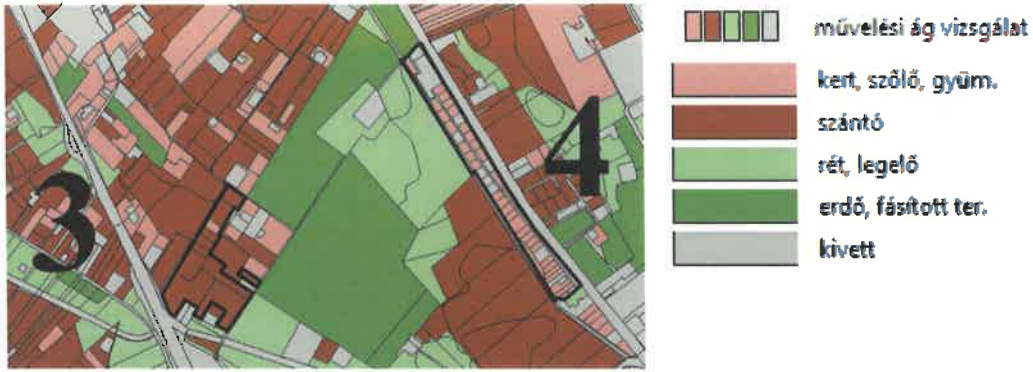 művelési ág vizsgálat
kert, szőlő, gyüm.
szántó
rét, legelő
erdő, fásított ter.
kivett
3
4